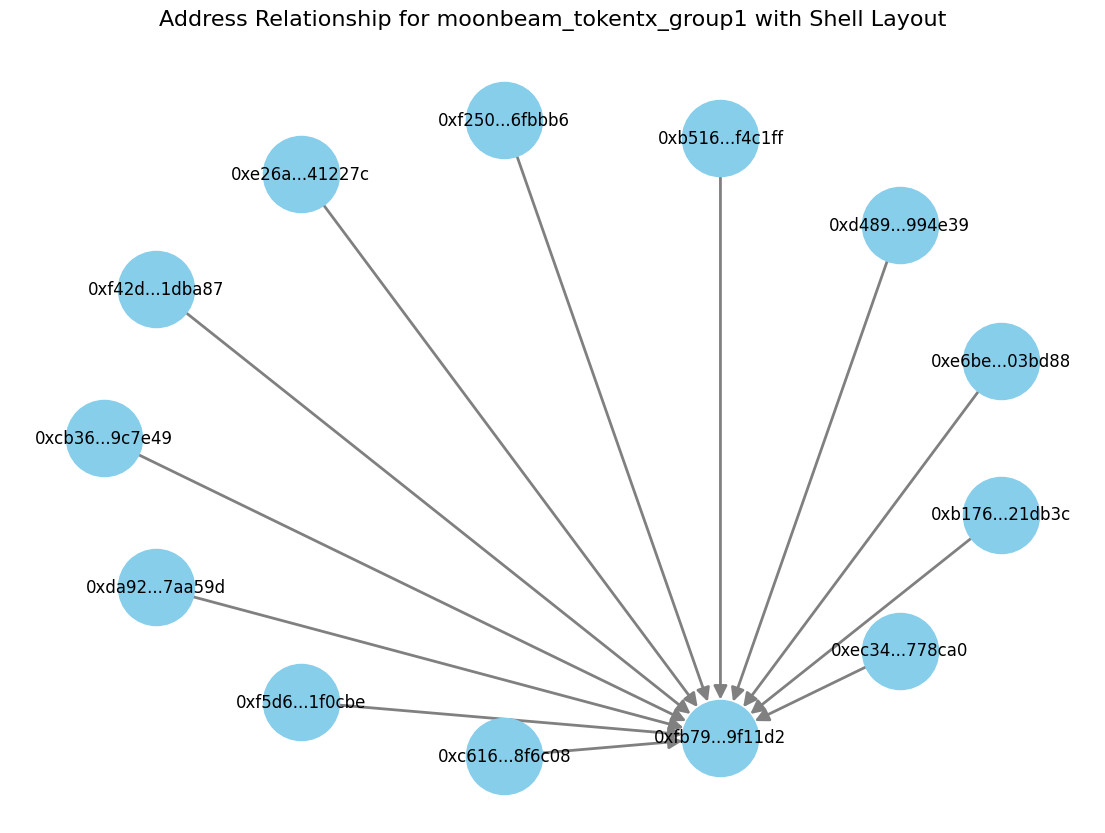 Address Relationship for moonbeam_tokentx_group1 with Shell Layout
0xf250...6fbbb6
0xb516...f4c1ff
0xe26a...41227c
0xd489...994e39
0xf42d...1dba87
0xe6be...03bd88
0xcb36...9c7e49
0xb176...21db3c
0xda92...7aa59d
0xec34...778ca0
0xf5d6...1f0cbe
0xfb79...9f11d2
0xc616...8f6c08